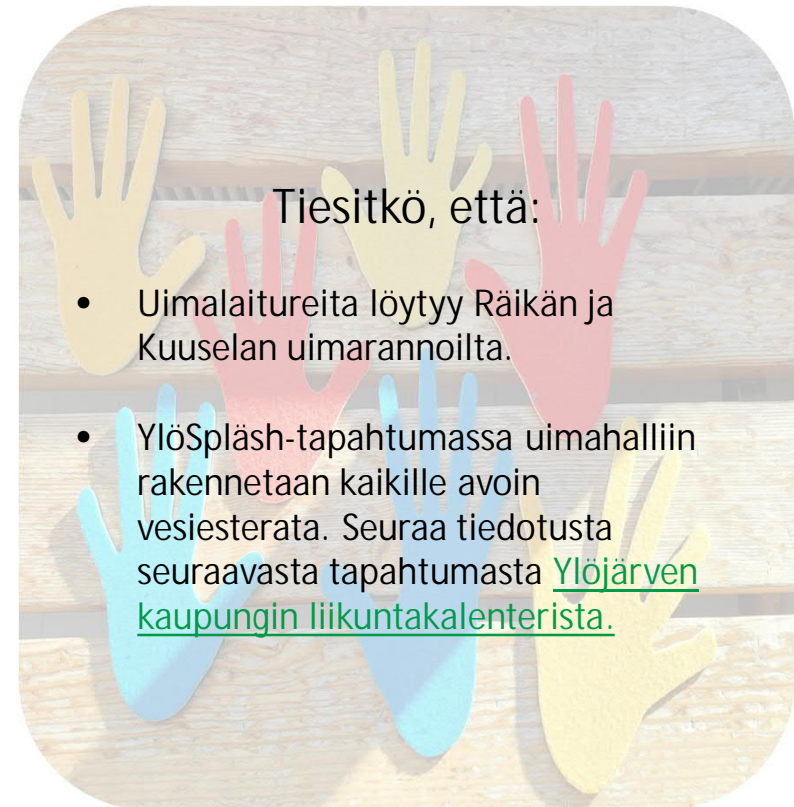 Tiesitkö, että:
• Uimalaitureita löytyy Räikän ja
Kuuselan uimarannoilta.
• YlöSpläsh-tapahtumassa uimahalliin
rakennetaan kaikille avoin
vesiesterata. Seuraa tiedotusta
seuraavasta tapahtumasta Ylöjärven
kaupungin liikuntakalenterista.